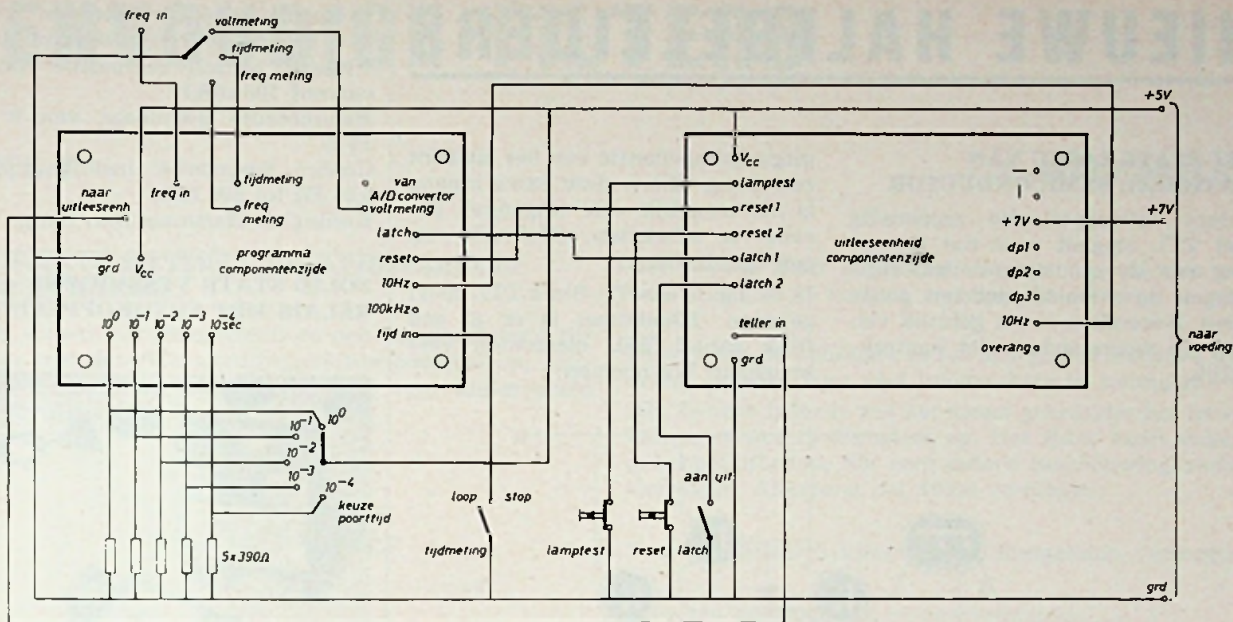 freq in
voltmeting
tijdmeting
freq meting
+5V
naar
uitleeseenh
freq in
tijdmeting
freq
meting
van
A/D convertor
voltmeting
latch
reset
10Hz
100kHz
tijd in
programma
componentenzijde
grd
Vcc
10⁰ 10⁻¹ 10⁻² 10⁻³ 10⁻⁴ sec
10⁰
10⁻¹
10⁻²
10⁻³
10⁻⁴
keuze
poorttijd
5x390Ω
loop stop
tijdmeting
Vcc
lamptest
reset 1
reset 2
latch 1
latch 2
teller in
grd
uitleeseenheid
componentenzijde
+7V
dp1
dp2
dp3
10Hz
overang
+7V
naar
voeding
aan uit
lamptest
reset
latch
grd